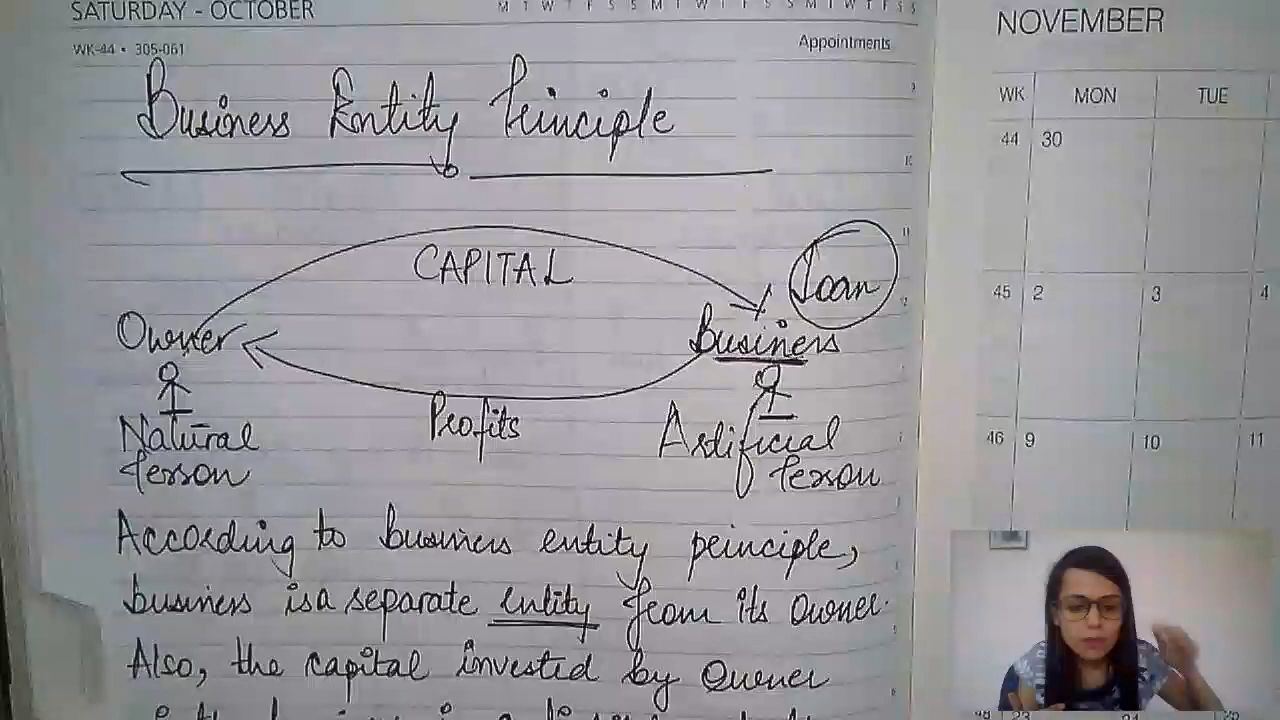 SATURDAY - OCTOBER
M T W T F S S M T W T F S S M T W T F S S
WK-44 • 305-061
Appointments
Business Entity Principle
CAPITAL
Loan
Owner
Business
Profits
Natural
Person
Artificial
Person
According to business entity principle,
business is a separate entity from its owner.
Also, the capital invested by Owner
NOVEMBER
WK MON TUE
44 30
45 2 3 4
46 9 10 11